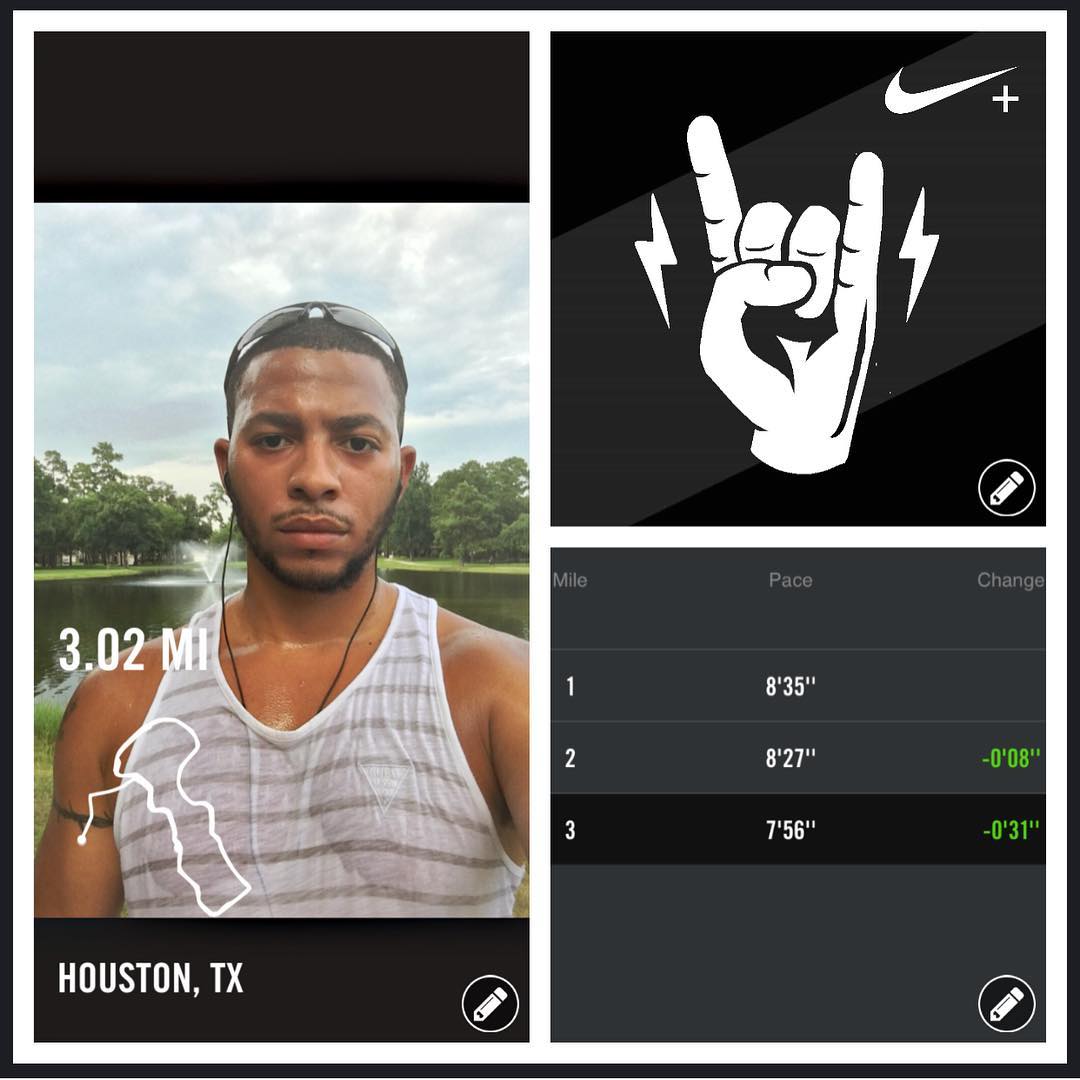 3.02 MI
HOUSTON, TX
+
Mile Pace Change
1 8'35''
2 8'27'' -0'08''
3 7'56'' -0'31''